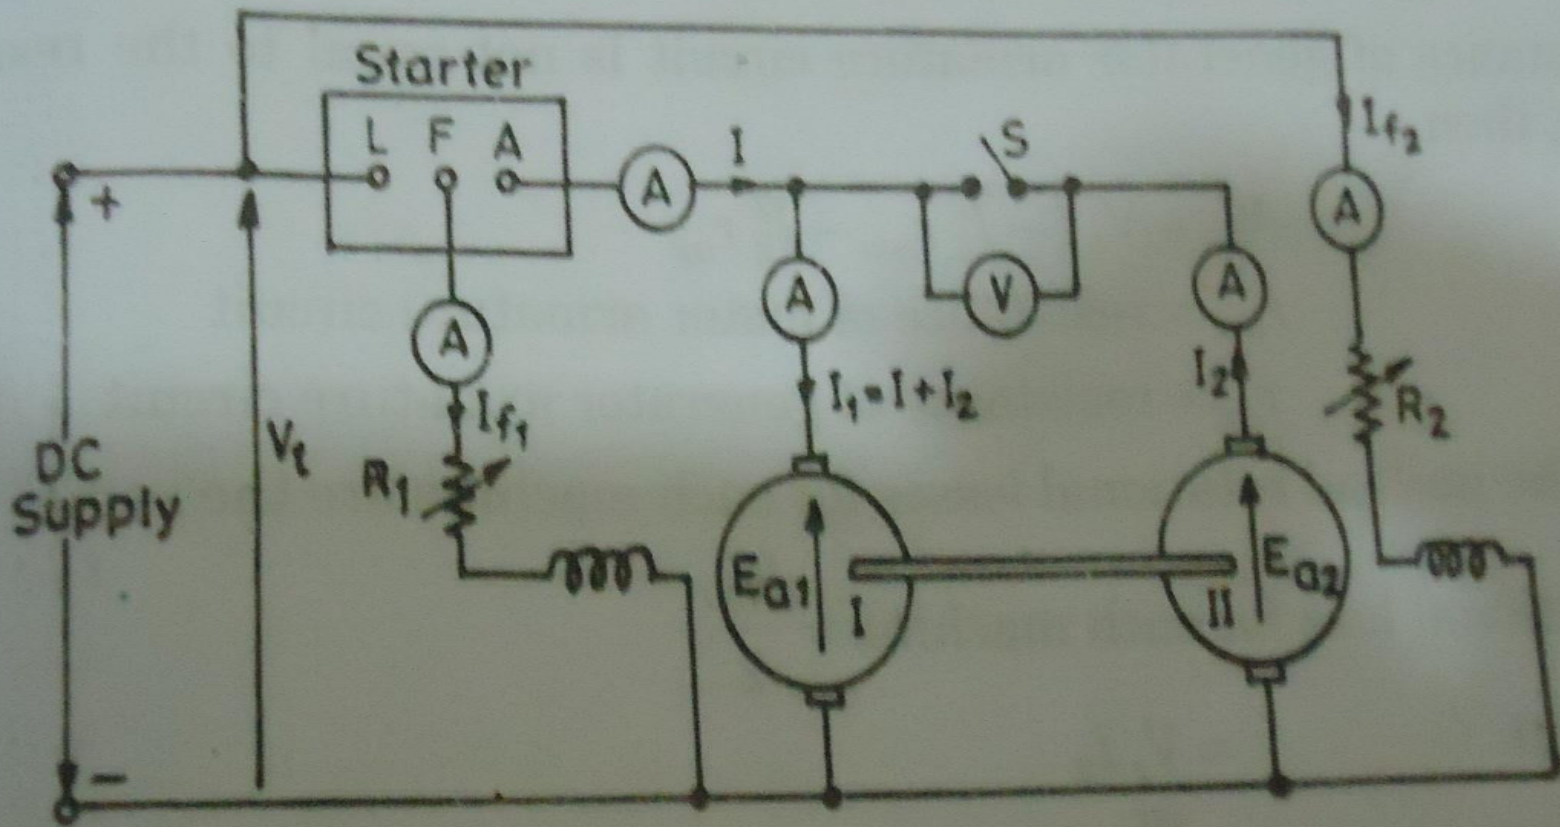 Starter
L F A
I
S
If2
A
A
A
V
A
A
+
I1 = I + I2
I2
R2
If1
Vt
R1
DC
Supply
Ea1
I
Ea2
II
−